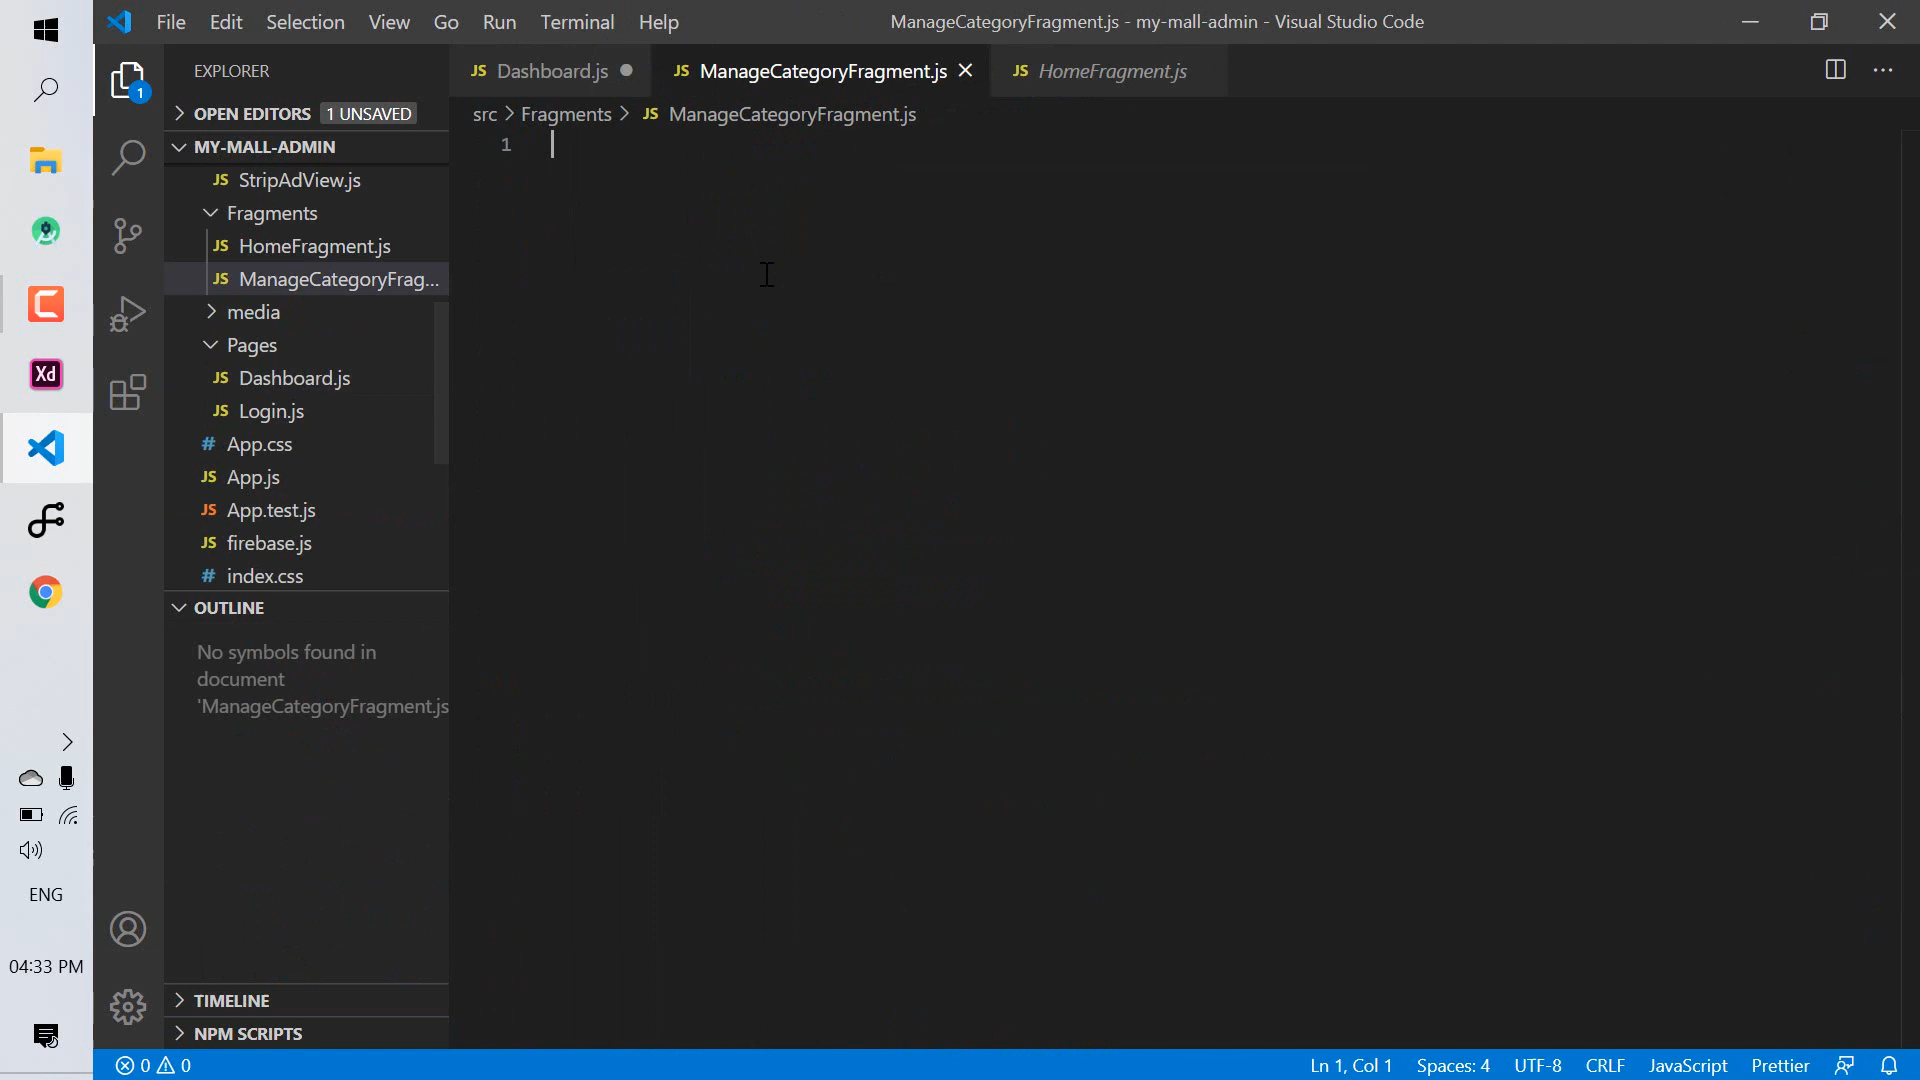 File Edit Selection View Go Run Terminal Help
ManageCategoryFragment.js - my-mall-admin - Visual Studio Code
EXPLORER
1
JS Dashboard.js
JS ManageCategoryFragment.js
JS HomeFragment.js
OPEN EDITORS 1 UNSAVED
src > Fragments > JS ManageCategoryFragment.js
MY-MALL-ADMIN
1
JS StripAdView.js
Fragments
JS HomeFragment.js
JS ManageCategoryFrag...
media
Pages
JS Dashboard.js
JS Login.js
# App.css
JS App.js
JS App.test.js
JS firebase.js
# index.css
OUTLINE
No symbols found in
document
'ManageCategoryFragment.js
TIMELINE
NPM SCRIPTS
Xd
ENG
04:33 PM
0 0
Ln 1, Col 1 Spaces: 4 UTF-8 CRLF JavaScript Prettier